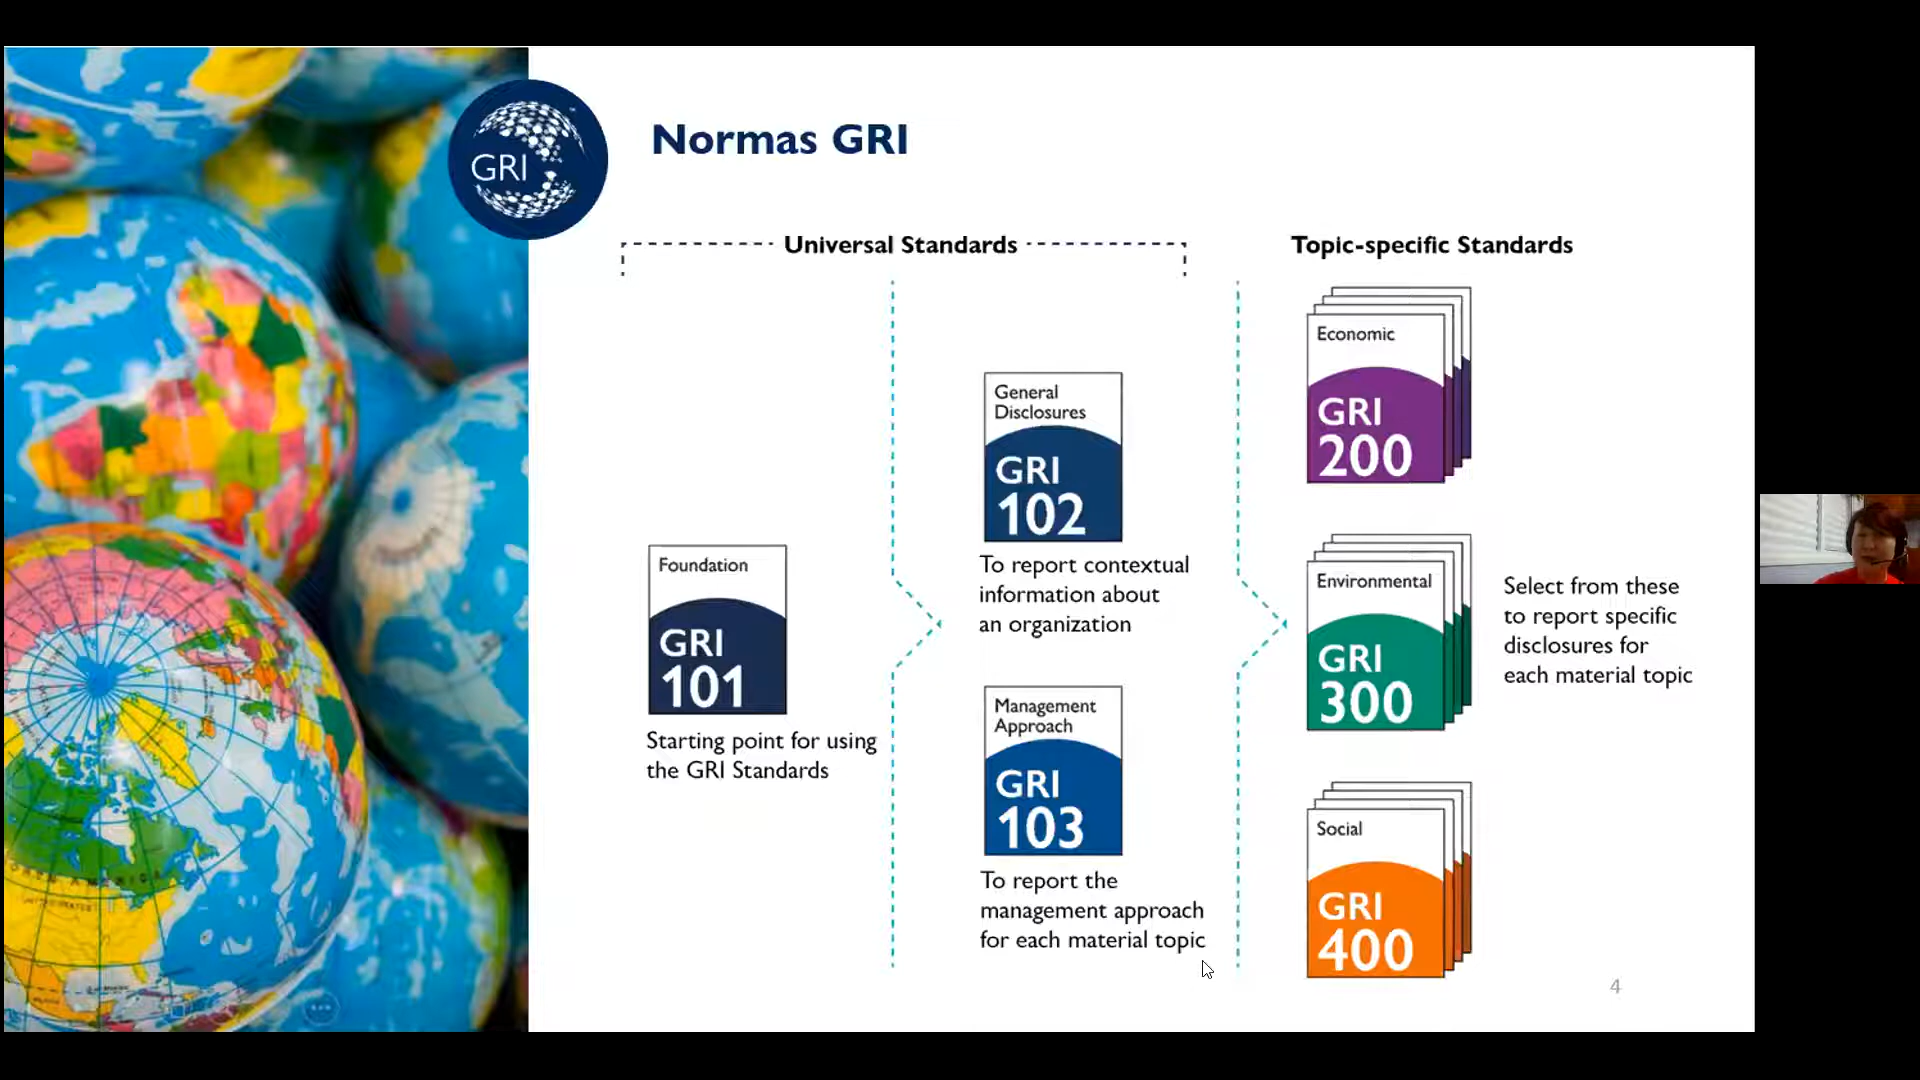 GRI
Normas GRI
Universal Standards
Topic-specific Standards
Foundation
GRI
101
Starting point for using
the GRI Standards
General
Disclosures
GRI
102
To report contextual
information about
an organization
Management
Approach
GRI
103
To report the
management approach
for each material topic
Economic
GRI
200
Environmental
GRI
300
Social
GRI
400
Select from these
to report specific
disclosures for
each material topic
4